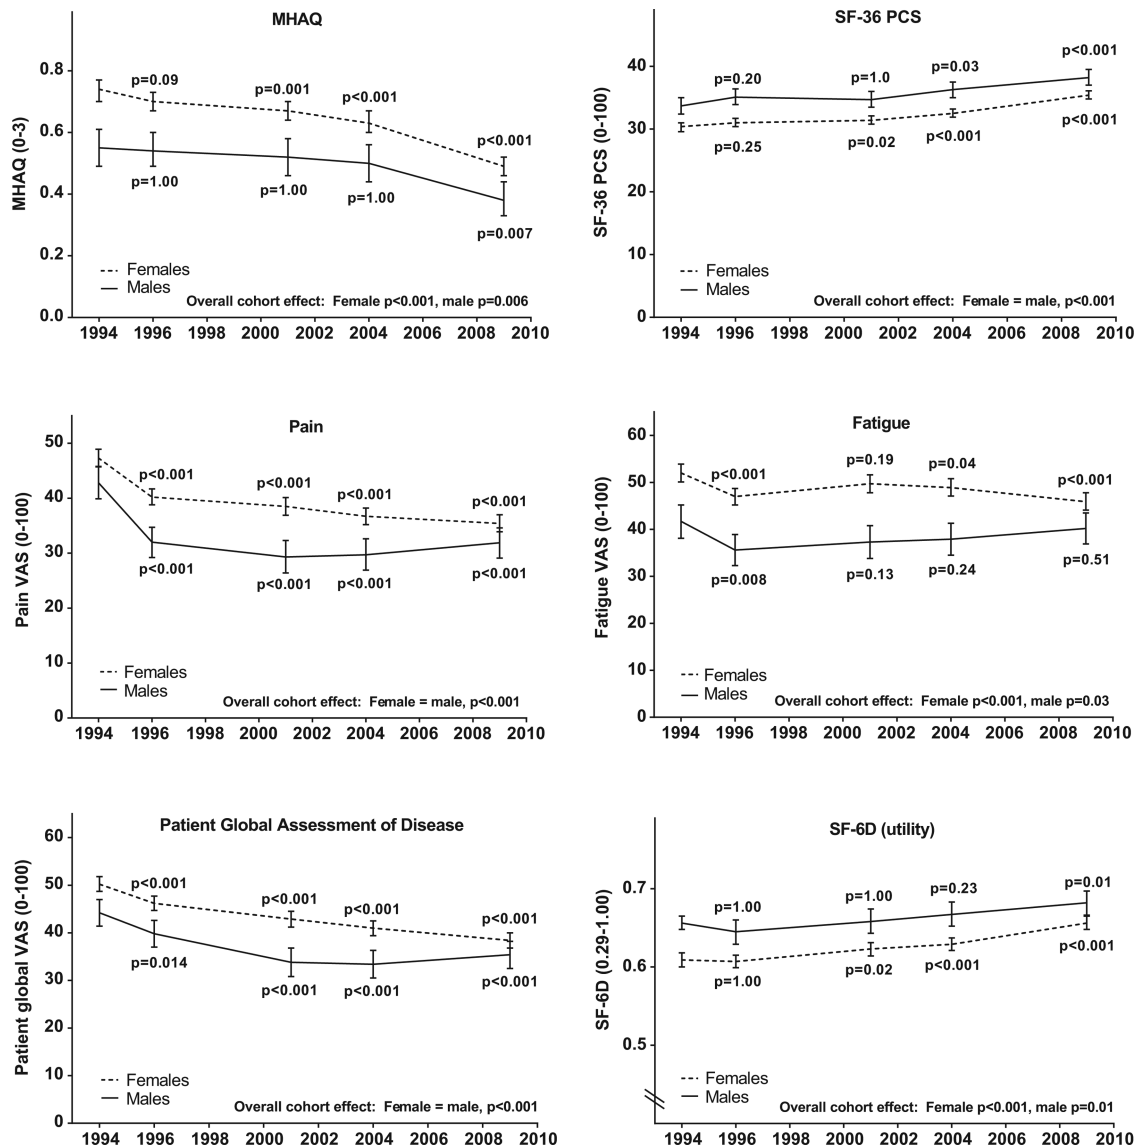 MHAQ
MHAQ (0-3)
0.8
0.6
0.4
0.2
0.0
p=0.09
p=0.001
p<0.001
p<0.001
p=1.00
p=1.00
p=1.00
p=0.007
Females
Males
Overall cohort effect: Female p<0.001, male p=0.006
1994 1996 1998 2000 2002 2004 2006 2008 2010
SF-36 PCS
SF-36 PCS (0-100)
40
30
20
10
0
p=0.20
p=1.0
p=0.03
p<0.001
p=0.25
p=0.02
p<0.001
p<0.001
Females
Males
Overall cohort effect: Female = male, p<0.001
1994 1996 1998 2000 2002 2004 2006 2008 2010
Pain
Pain VAS (0-100)
50
40
30
20
10
0
p<0.001
p<0.001
p<0.001
p<0.001
p<0.001
p<0.001
p<0.001
p<0.001
Females
Males
Overall cohort effect: Female = male, p<0.001
1994 1996 1998 2000 2002 2004 2006 2008 2010
Fatigue
Fatigue VAS (0-100)
60
50
40
30
20
10
0
p<0.001
p=0.19
p=0.04
p<0.001
p=0.008
p=0.13
p=0.24
p=0.51
Females
Males
Overall cohort effect: Female p<0.001, male p=0.03
1994 1996 1998 2000 2002 2004 2006 2008 2010
Patient Global Assessment of Disease
Patient global VAS (0-100)
60
50
40
30
20
10
0
p<0.001
p<0.001
p<0.001
p<0.001
p=0.014
p<0.001
p<0.001
p<0.001
Females
Males
Overall cohort effect: Female = male, p<0.001
1994 1996 1998 2000 2002 2004 2006 2008 2010
SF-6D (utility)
SF-6D (0.29-1.00)
0.7
0.6
0.5
p=1.00
p=1.00
p=0.23
p=0.01
p=1.00
p=0.02
p<0.001
p<0.001
Females
Males
Overall cohort effect: Female p<0.001, male p=0.01
1994 1996 1998 2000 2002 2004 2006 2008 2010